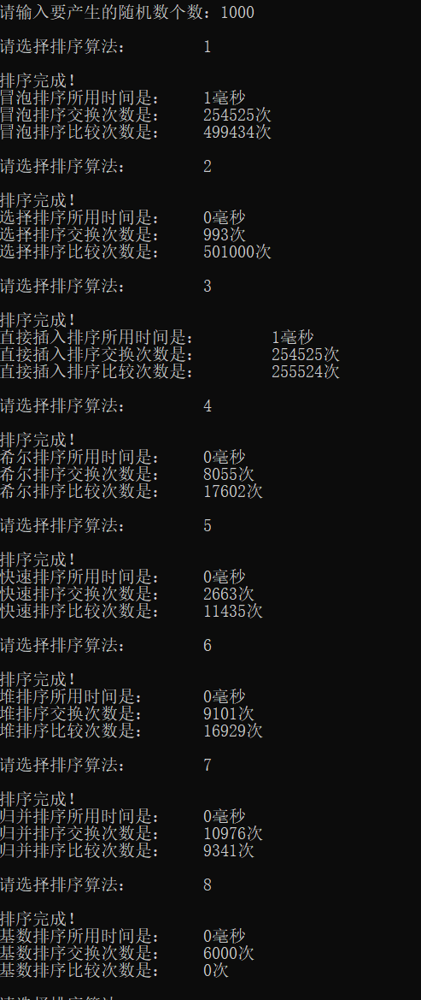 请输入要产生的随机数个数：1000
请选择排序算法： 1
排序完成！
冒泡排序所用时间是： 1毫秒
冒泡排序交换次数是： 254525次
冒泡排序比较次数是： 499434次
请选择排序算法： 2
排序完成！
选择排序所用时间是： 0毫秒
选择排序交换次数是： 993次
选择排序比较次数是： 501000次
请选择排序算法： 3
排序完成！
直接插入排序所用时间是： 1毫秒
直接插入排序交换次数是： 254525次
直接插入排序比较次数是： 255524次
请选择排序算法： 4
排序完成！
希尔排序所用时间是： 0毫秒
希尔排序交换次数是： 8055次
希尔排序比较次数是： 17602次
请选择排序算法： 5
排序完成！
快速排序所用时间是： 0毫秒
快速排序交换次数是： 2663次
快速排序比较次数是： 11435次
请选择排序算法： 6
排序完成！
堆排序所用时间是： 0毫秒
堆排序交换次数是： 9101次
堆排序比较次数是： 16929次
请选择排序算法： 7
排序完成！
归并排序所用时间是： 0毫秒
归并排序交换次数是： 10976次
归并排序比较次数是： 9341次
请选择排序算法： 8
排序完成！
基数排序所用时间是： 0毫秒
基数排序交换次数是： 6000次
基数排序比较次数是： 0次